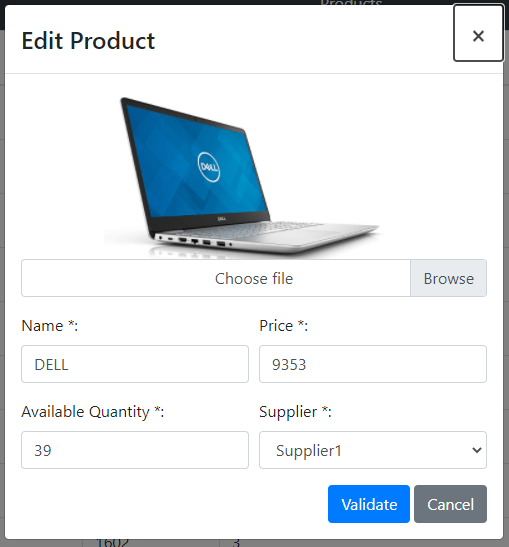 Products
Edit Product
×
DELL
DELL
Choose file
Browse
Name *:
Price *:
DELL
9353
Available Quantity *:
Supplier *:
39
Supplier1
Validate
Cancel
1602
3